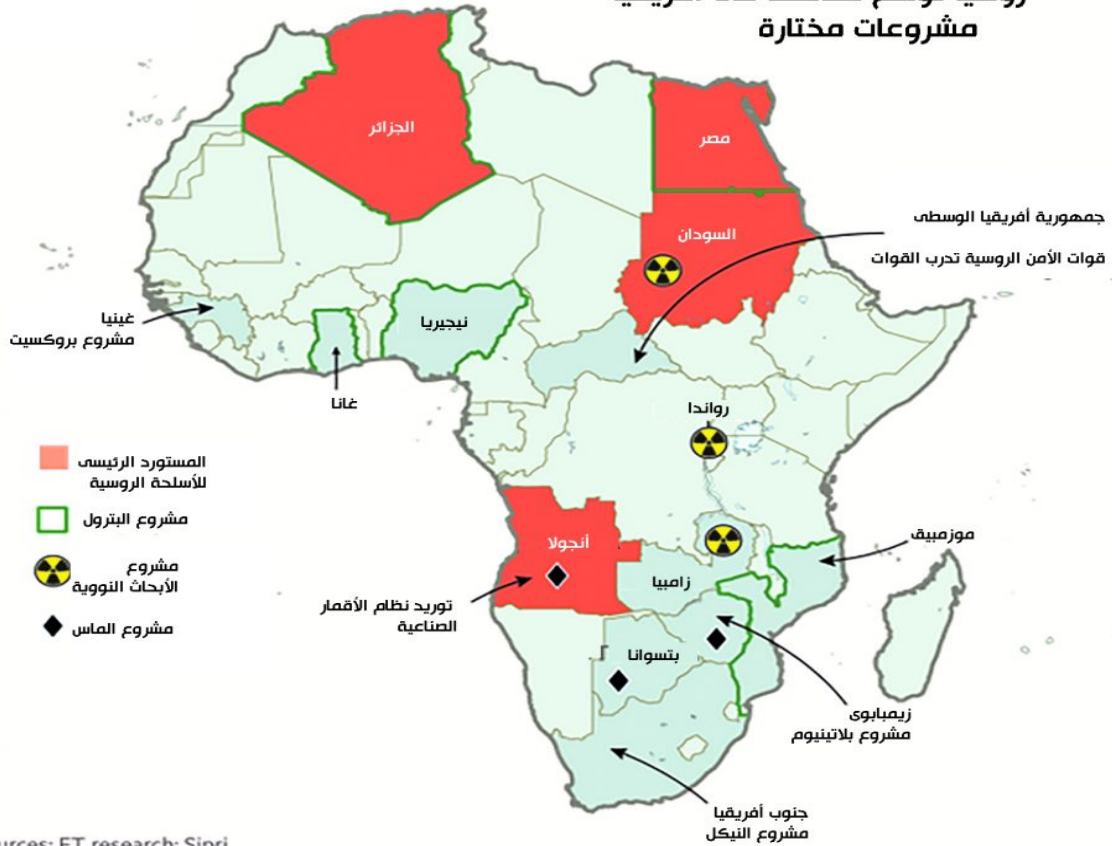 مشروعات مختارة
الجزائر
مصر
السودان
جمهورية أفريقيا الوسطى
قوات الأمن الروسية تدرب القوات
نيجيريا
غينيا
مشروع بروكسيت
غانا
رواندا
المستورد الرئيسى
للأسلحة الروسية
مشروع البترول
مشروع
الأبحاث النووية
مشروع الماس
أنجولا
توريد نظام الأقمار
الصناعية
موزمبيق
زامبيا
بتسوانا
زيمبابوى
مشروع بلاتينيوم
جنوب أفريقيا
مشروع النيكل
FT research: Sipri